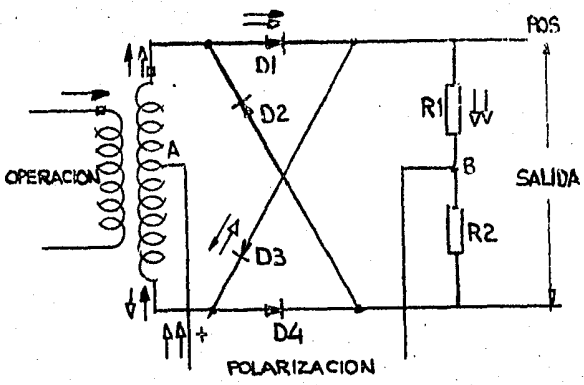 POS
D1
D2
R1
A
B
OPERACION
SALIDA
R2
D3
+
D4
POLARIZACION